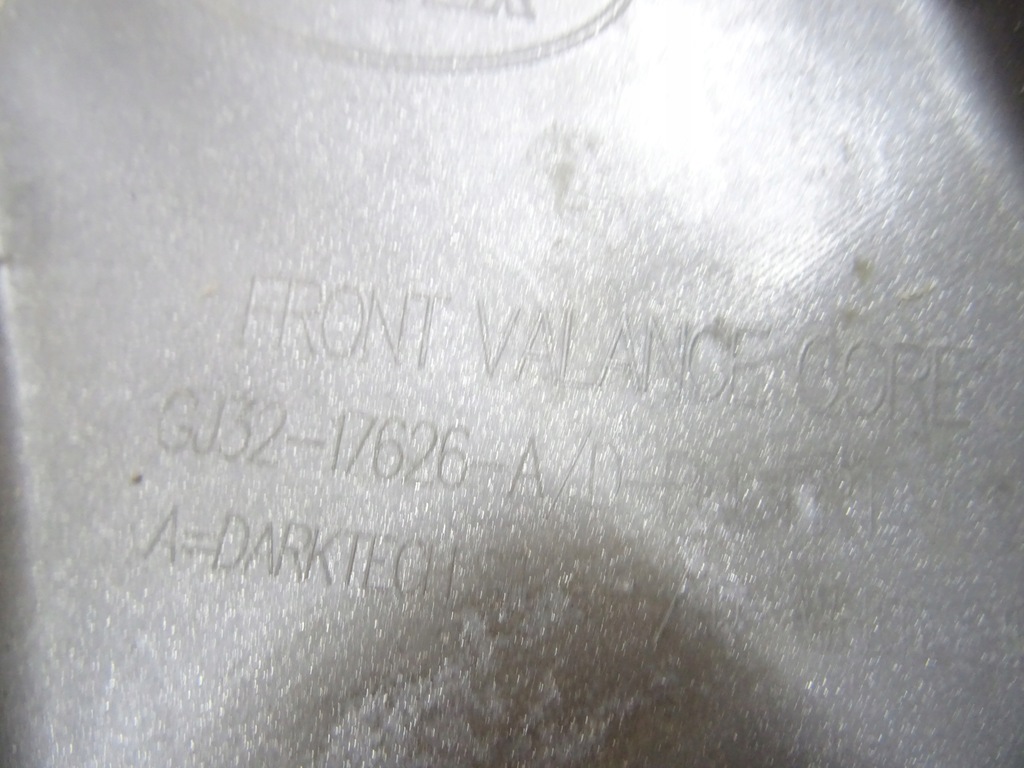 FRONT VALANCE CORE
GJ32-17626-A/D
A=DARKTECH